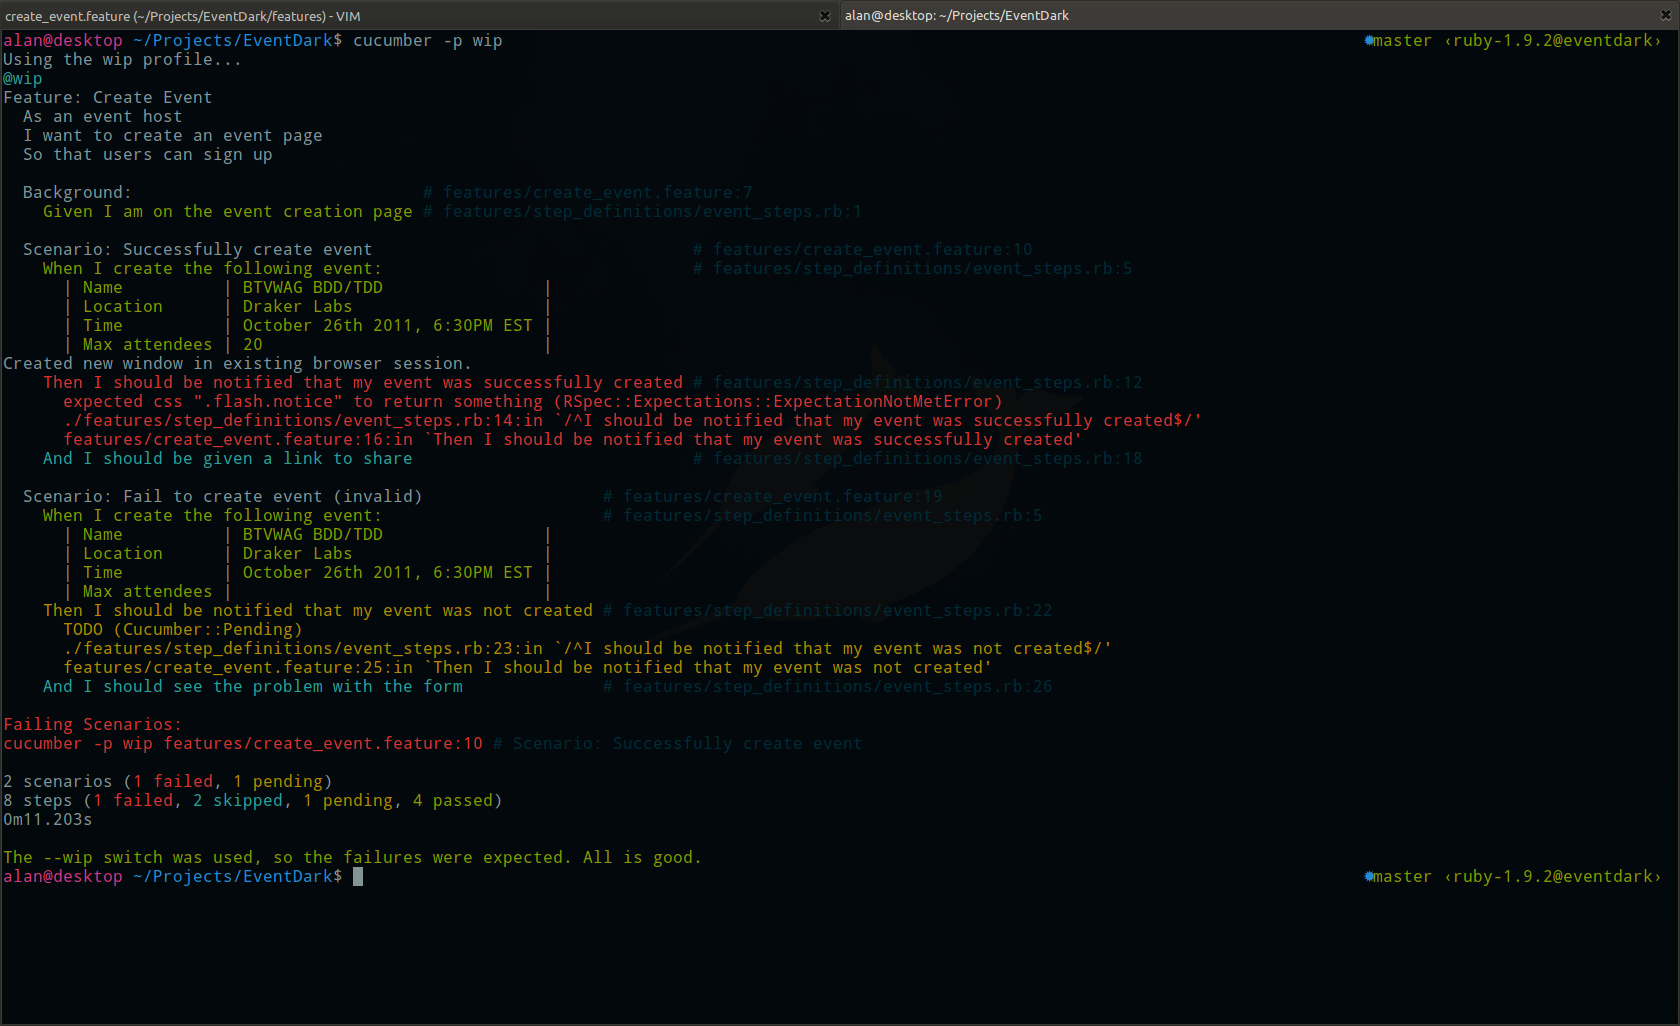 create_event.feature (~/Projects/EventDark/features) - VIM
alan@desktop: ~/Projects/EventDark
alan@desktop ~/Projects/EventDark$ cucumber -p wip master ‹ruby-1.9.2@eventdark›
Using the wip profile...
@wip
Feature: Create Event
As an event host
I want to create an event page
So that users can sign up
Background: # features/create_event.feature:7
Given I am on the event creation page # features/step_definitions/event_steps.rb:1
Scenario: Successfully create event # features/create_event.feature:10
When I create the following event: # features/step_definitions/event_steps.rb:5
| Name | BTVWAG BDD/TDD |
| Location | Draker Labs |
| Time | October 26th 2011, 6:30PM EST |
| Max attendees | 20 |
Created new window in existing browser session.
Then I should be notified that my event was successfully created # features/step_definitions/event_steps.rb:12
expected css ".flash.notice" to return something (RSpec::Expectations::ExpectationNotMetError)
./features/step_definitions/event_steps.rb:14:in `/^I should be notified that my event was successfully created$/'
features/create_event.feature:16:in `Then I should be notified that my event was successfully created'
And I should be given a link to share # features/step_definitions/event_steps.rb:18
Scenario: Fail to create event (invalid) # features/create_event.feature:19
When I create the following event: # features/step_definitions/event_steps.rb:5
| Name | BTVWAG BDD/TDD |
| Location | Draker Labs |
| Time | October 26th 2011, 6:30PM EST |
| Max attendees | |
Then I should be notified that my event was not created # features/step_definitions/event_steps.rb:22
TODO (Cucumber::Pending)
./features/step_definitions/event_steps.rb:23:in `/^I should be notified that my event was not created$/'
features/create_event.feature:25:in `Then I should be notified that my event was not created'
And I should see the problem with the form # features/step_definitions/event_steps.rb:26
Failing Scenarios:
cucumber -p wip features/create_event.feature:10 # Scenario: Successfully create event
2 scenarios (1 failed, 1 pending)
8 steps (1 failed, 2 skipped, 1 pending, 4 passed)
0m11.203s
The --wip switch was used, so the failures were expected. All is good.
alan@desktop ~/Projects/EventDark$ master ‹ruby-1.9.2@eventdark›